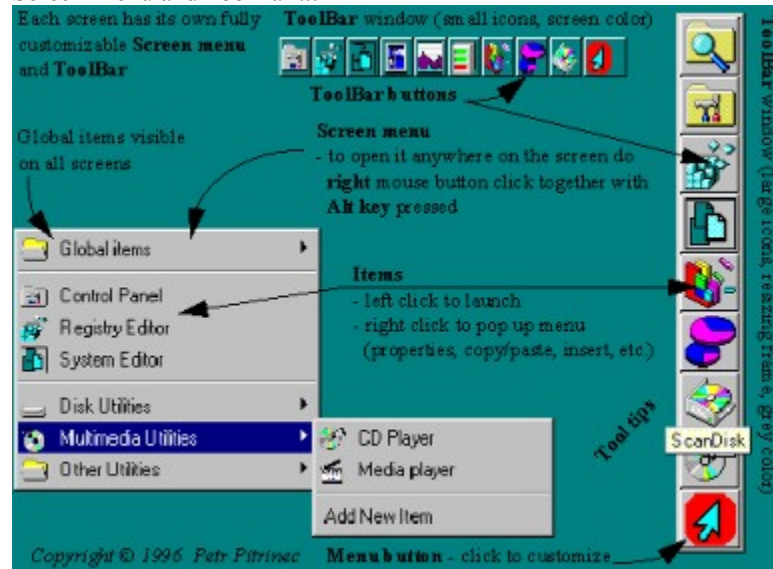 Each screen has its own fully
customizable Screen menu
and ToolBar
ToolBar window (small icons, screen color)
ToolBar buttons
Global items visible
on all screens
Screen menu
- to open it anywhere on the screen do
right mouse button click together with
Alt key pressed
Global items
Control Panel
Registry Editor
System Editor
Disk Utilities
Multimedia Utilities
Other Utilities
CD Player
Media player
Add New Item
Items
- left click to launch
- right click to pop up menu
(properties, copy/paste, insert, etc.)
Tool tips
ScanDisk
ToolBar window (large icons, resizing frame, grey color)
Copyright © 1996 Petr Pitrinec
Menu button - click to customize